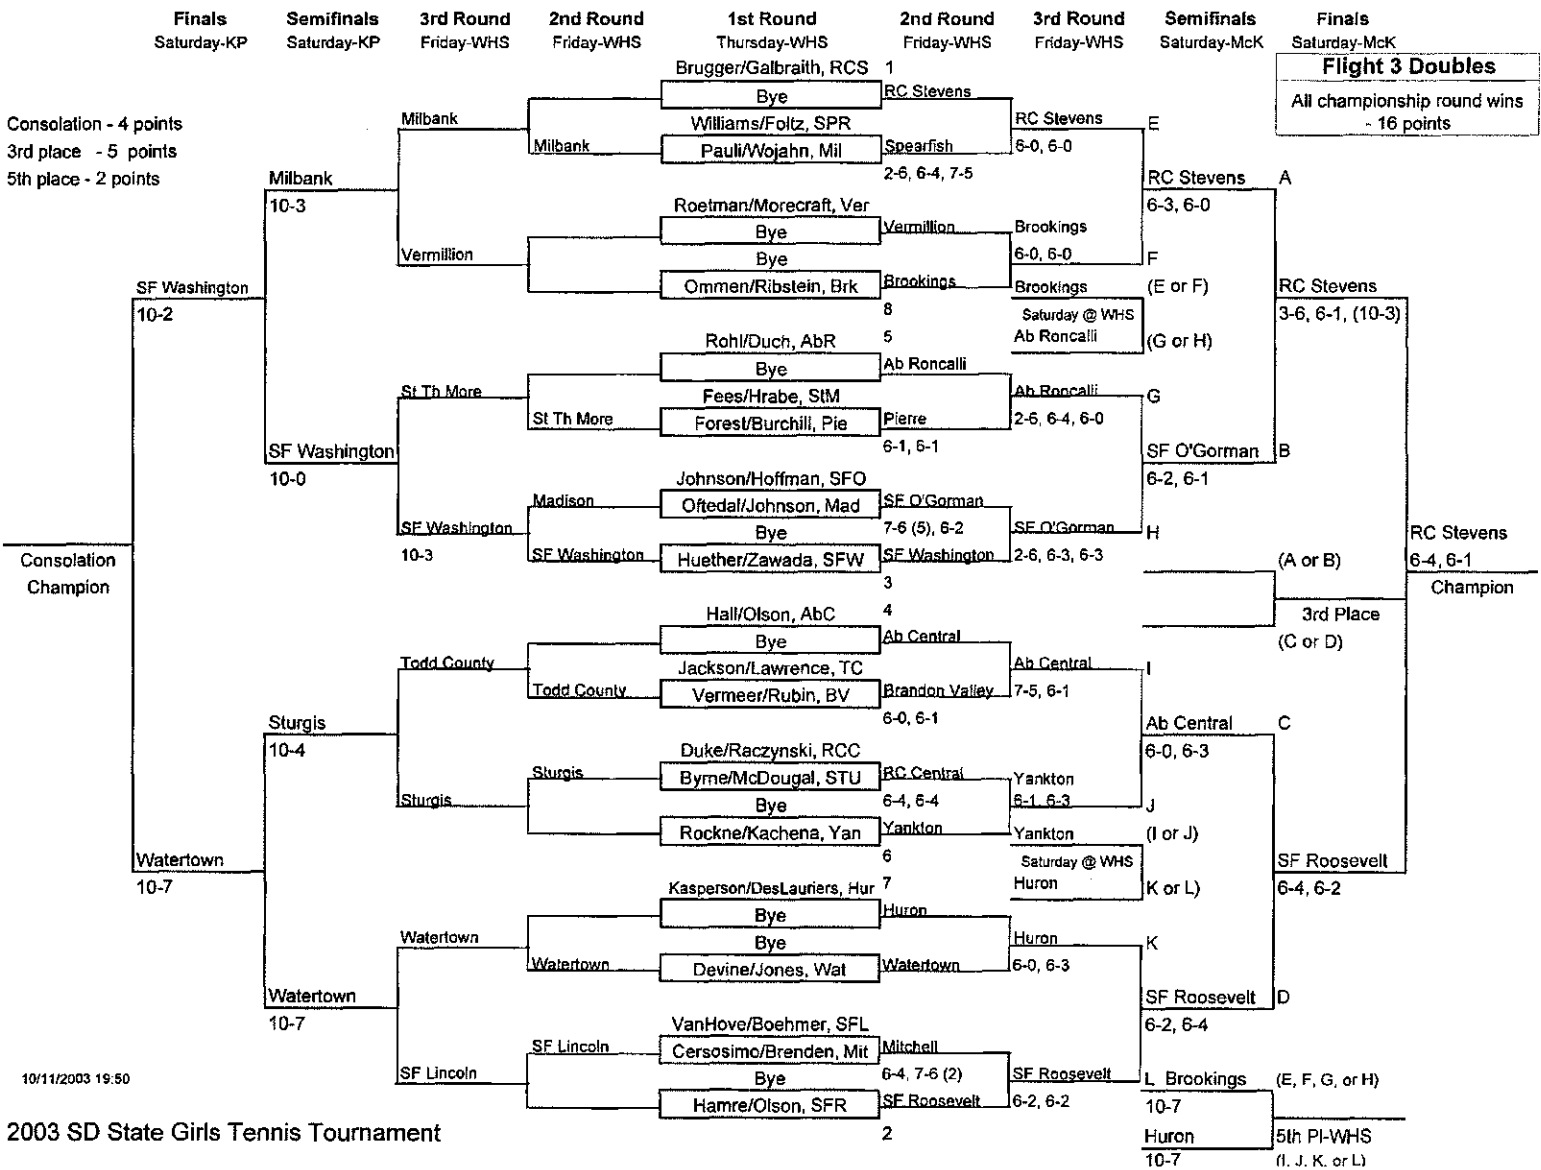 Finals Semifinals 3rd Round 2nd Round 1st Round 2nd Round 3rd Round Semifinals Finals
Saturday-KP Saturday-KP Friday-WHS Friday-WHS Thursday-WHS Friday-WHS Friday-WHS Saturday-McK Saturday-McK
Flight 3 Doubles
All championship round wins
- 16 points
Consolation - 4 points
3rd place - 5 points
5th place - 2 points
Brugger/Galbraith, RCS 1
Bye RC Stevens
Milbank Williams/Foltz, SPR RC Stevens E
Milbank Pauli/Wojahn, Mil Spearfish 6-0, 6-0
2-6, 6-4, 7-5
Milbank RC Stevens A
10-3 6-3, 6-0
Roetman/Morecraft, Ver
Bye Vermillion Brookings
Vermillion Bye 6-0, 6-0 F
Ommen/Ribstein, Brk Brookings Brookings (E or F)
SF Washington RC Stevens
10-2 8 Saturday @ WHS 3-6, 6-1, (10-3)
Rohl/Duch, AbR 5 Ab Roncalli (G or H)
Bye Ab Roncalli
St Th More Fees/Hrabe, StM Ab Roncalli G
St Th More Forest/Burchill, Pie Pierre 2-6, 6-4, 6-0
6-1, 6-1
SF Washington SF O'Gorman B
10-0 6-2, 6-1
Johnson/Hoffman, SFO
Madison Oftedal/Johnson, Mad SF O'Gorman
SF Washington Bye 7-6 (5), 6-2 SF O'Gorman H
10-3 SF Washington Huether/Zawada, SFW SF Washington 2-6, 6-3, 6-3
RC Stevens
6-4, 6-1
Consolation
Champion
3 (A or B) Champion
Hall/Olson, AbC 4 3rd Place
Bye Ab Central (C or D)
Todd County Jackson/Lawrence, TC Ab Central I
Todd County Vermeer/Rubin, BV Brandon Valley 7-5, 6-1
6-0, 6-1
Sturgis Ab Central C
10-4 6-0, 6-3
Duke/Raczynski, RCC
Sturgis Byrne/McDougal, STU RC Central Yankton
Sturgis Bye 6-4, 6-4 6-1, 6-3 J
Rockne/Kachena, Yan Yankton Yankton (I or J)
Watertown 6 Saturday @ WHS SF Roosevelt
10-7 Kasperson/DesLauriers, Hur 7 Huron K or L) 6-4, 6-2
Bye Huron
Watertown Bye Huron K
Watertown Devine/Jones, Wat Watertown 6-0, 6-3
Watertown SF Roosevelt D
10-7 6-2, 6-4
VanHove/Boehmer, SFL
SF Lincoln Cersosimo/Brenden, Mit Mitchell
SF Lincoln Bye 6-4, 7-6 (2) SF Roosevelt L Brookings (E, F, G, or H)
Hamre/Olson, SFR SF Roosevelt 6-2, 6-2 10-7
10/11/2003 19:50
2003 SD State Girls Tennis Tournament 2 Huron 5th Pl-WHS
10-7 (I, J, K, or L)